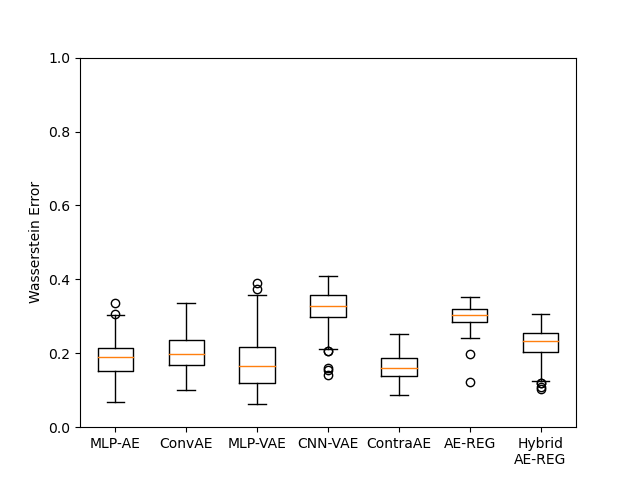 1.0
0.8
0.6
0.4
0.2
0.0
Wasserstein Error
MLP-AE ConvAE MLP-VAE CNN-VAE ContraAE AE-REG Hybrid
AE-REG